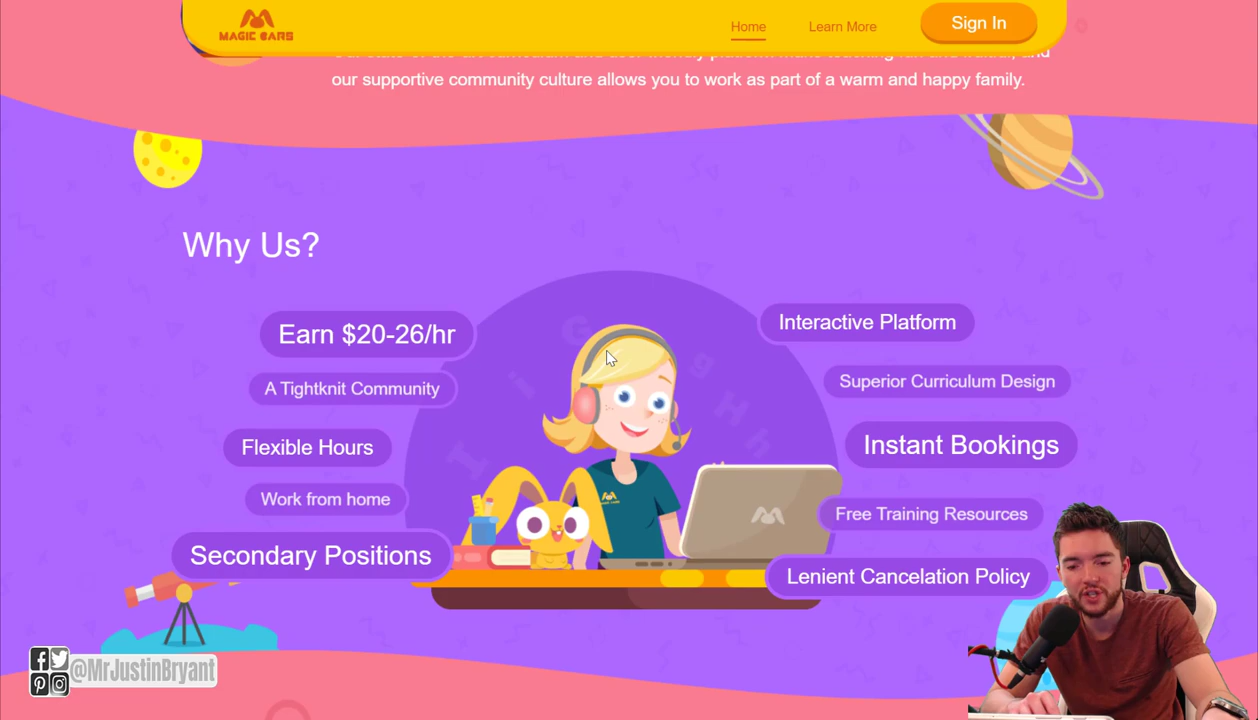 MAGIC EARS
Home
Learn More
Sign In
our supportive community culture allows you to work as part of a warm and happy family.
Why Us?
Earn $20-26/hr
A Tightknit Community
Flexible Hours
Work from home
Secondary Positions
Interactive Platform
Superior Curriculum Design
Instant Bookings
Free Training Resources
Lenient Cancelation Policy
@MrJustinBryant